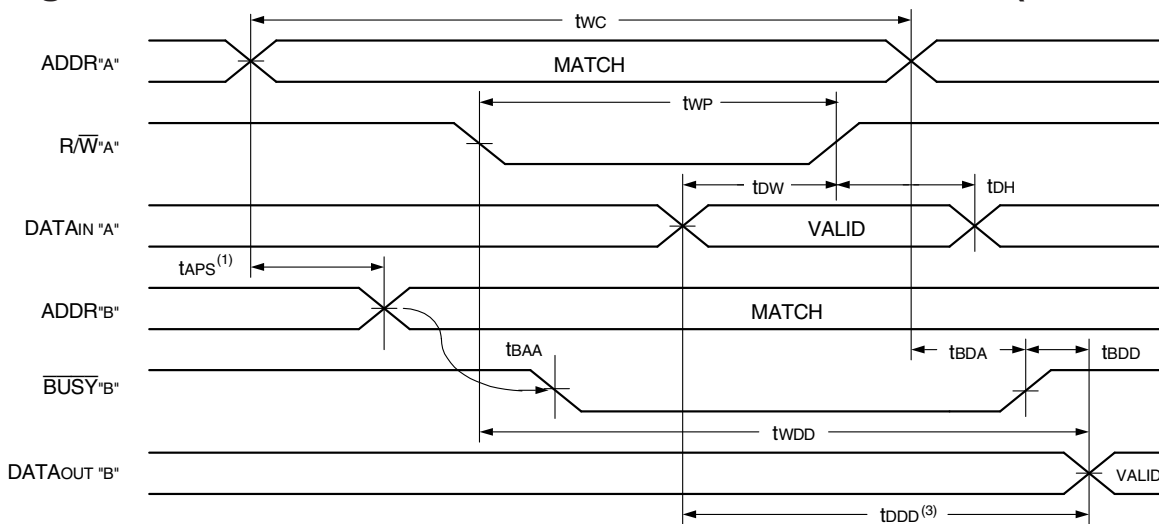 tWC
ADDR"A"
MATCH
tWP
R/W̅"A"
tDW
tDH
DATAIN "A"
VALID
tAPS(1)
ADDR"B"
MATCH
tBAA
tBDA
tBDD
B̅U̅S̅Y̅"B"
tWDD
DATAOUT "B"
VALID
tDDD(3)